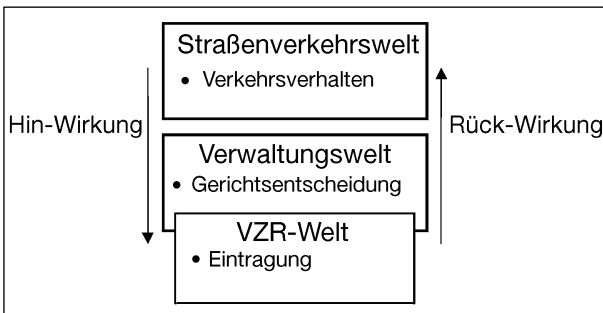 Straßenverkehrswelt
• Verkehrsverhalten
Hin-Wirkung
Rück-Wirkung
Verwaltungswelt
• Gerichtsentscheidung
VZR-Welt
• Eintragung